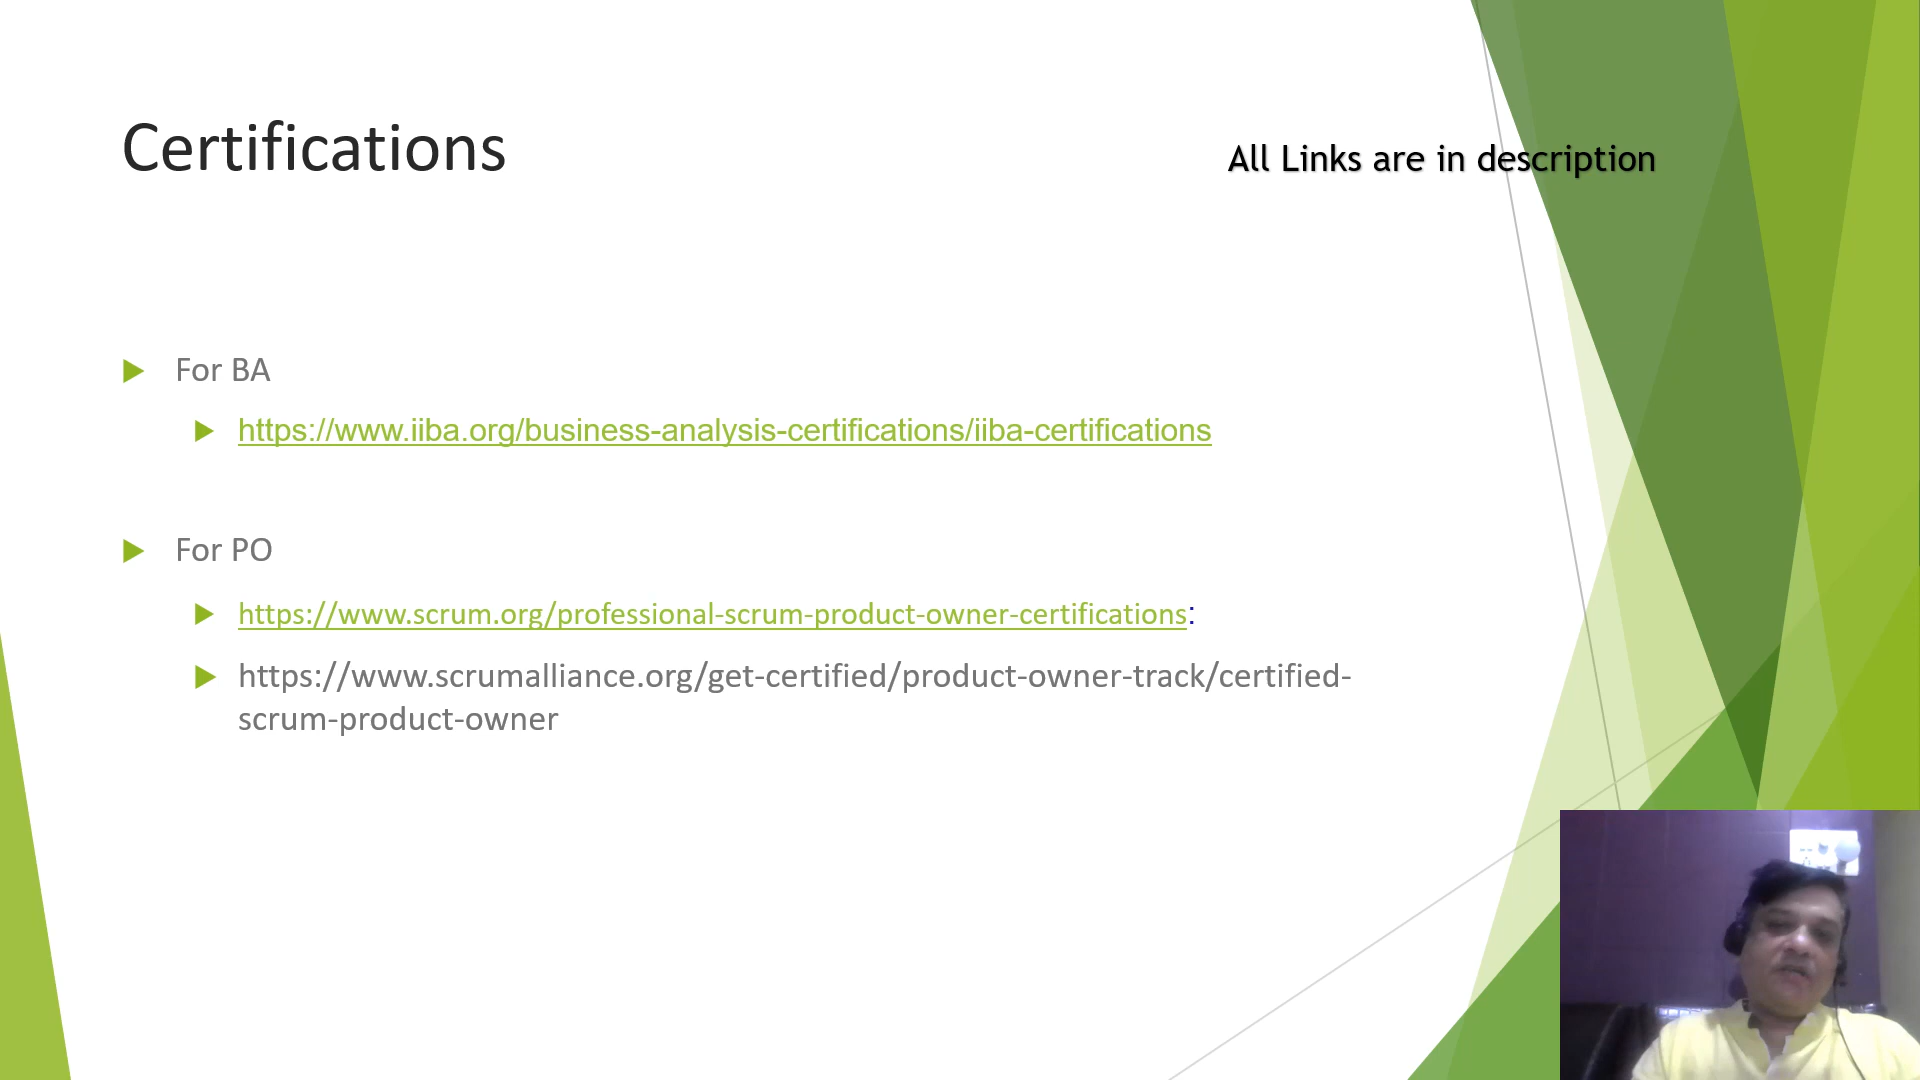 Certifications
All Links are in description
For BA
https://www.iiba.org/business-analysis-certifications/iiba-certifications
For PO
https://www.scrum.org/professional-scrum-product-owner-certifications:
https://www.scrumalliance.org/get-certified/product-owner-track/certified-
scrum-product-owner